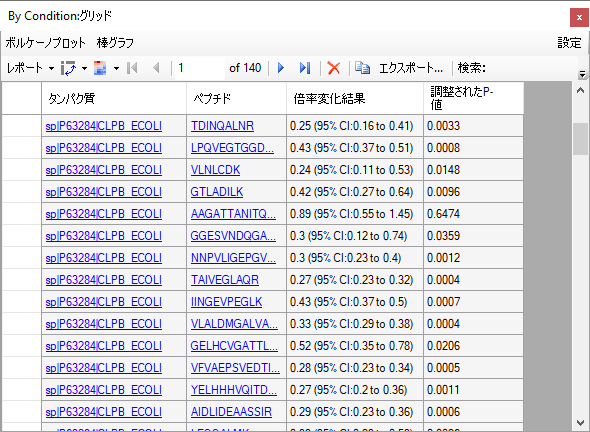 By Condition:グリッド
ボルケーノプロット 棒グラフ 設定
レポート 1 of 140 エクスポート... 検索:
タンパク質 ペプチド 倍率変化結果 調整されたP-
値
sp|P63284|CLPB_ECOLI TDINQALNR 0.25 (95% CI:0.16 to 0.41) 0.0033
sp|P63284|CLPB_ECOLI LPQVEGTGGD... 0.43 (95% CI:0.37 to 0.51) 0.0008
sp|P63284|CLPB_ECOLI VLNLCDK 0.24 (95% CI:0.11 to 0.53) 0.0148
sp|P63284|CLPB_ECOLI GTLADILK 0.42 (95% CI:0.27 to 0.64) 0.0096
sp|P63284|CLPB_ECOLI AAGATTANITQ... 0.89 (95% CI:0.55 to 1.45) 0.6474
sp|P63284|CLPB_ECOLI GGESVNDQGA... 0.3 (95% CI:0.12 to 0.74) 0.0359
sp|P63284|CLPB_ECOLI NNPVLIGEPGV... 0.3 (95% CI:0.23 to 0.4) 0.0012
sp|P63284|CLPB_ECOLI TAIVEGLAQR 0.27 (95% CI:0.23 to 0.32) 0.0004
sp|P63284|CLPB_ECOLI IINGEVPEGLK 0.43 (95% CI:0.37 to 0.5) 0.0007
sp|P63284|CLPB_ECOLI VLALDMGALVA... 0.33 (95% CI:0.29 to 0.38) 0.0004
sp|P63284|CLPB_ECOLI GELHCVGATTL... 0.52 (95% CI:0.35 to 0.78) 0.0206
sp|P63284|CLPB_ECOLI VFVAEPSVEDTI... 0.28 (95% CI:0.23 to 0.34) 0.0005
sp|P63284|CLPB_ECOLI YELHHHVQITD... 0.27 (95% CI:0.2 to 0.36) 0.0011
sp|P63284|CLPB_ECOLI AIDLIDEAASSIR 0.29 (95% CI:0.23 to 0.36) 0.0006